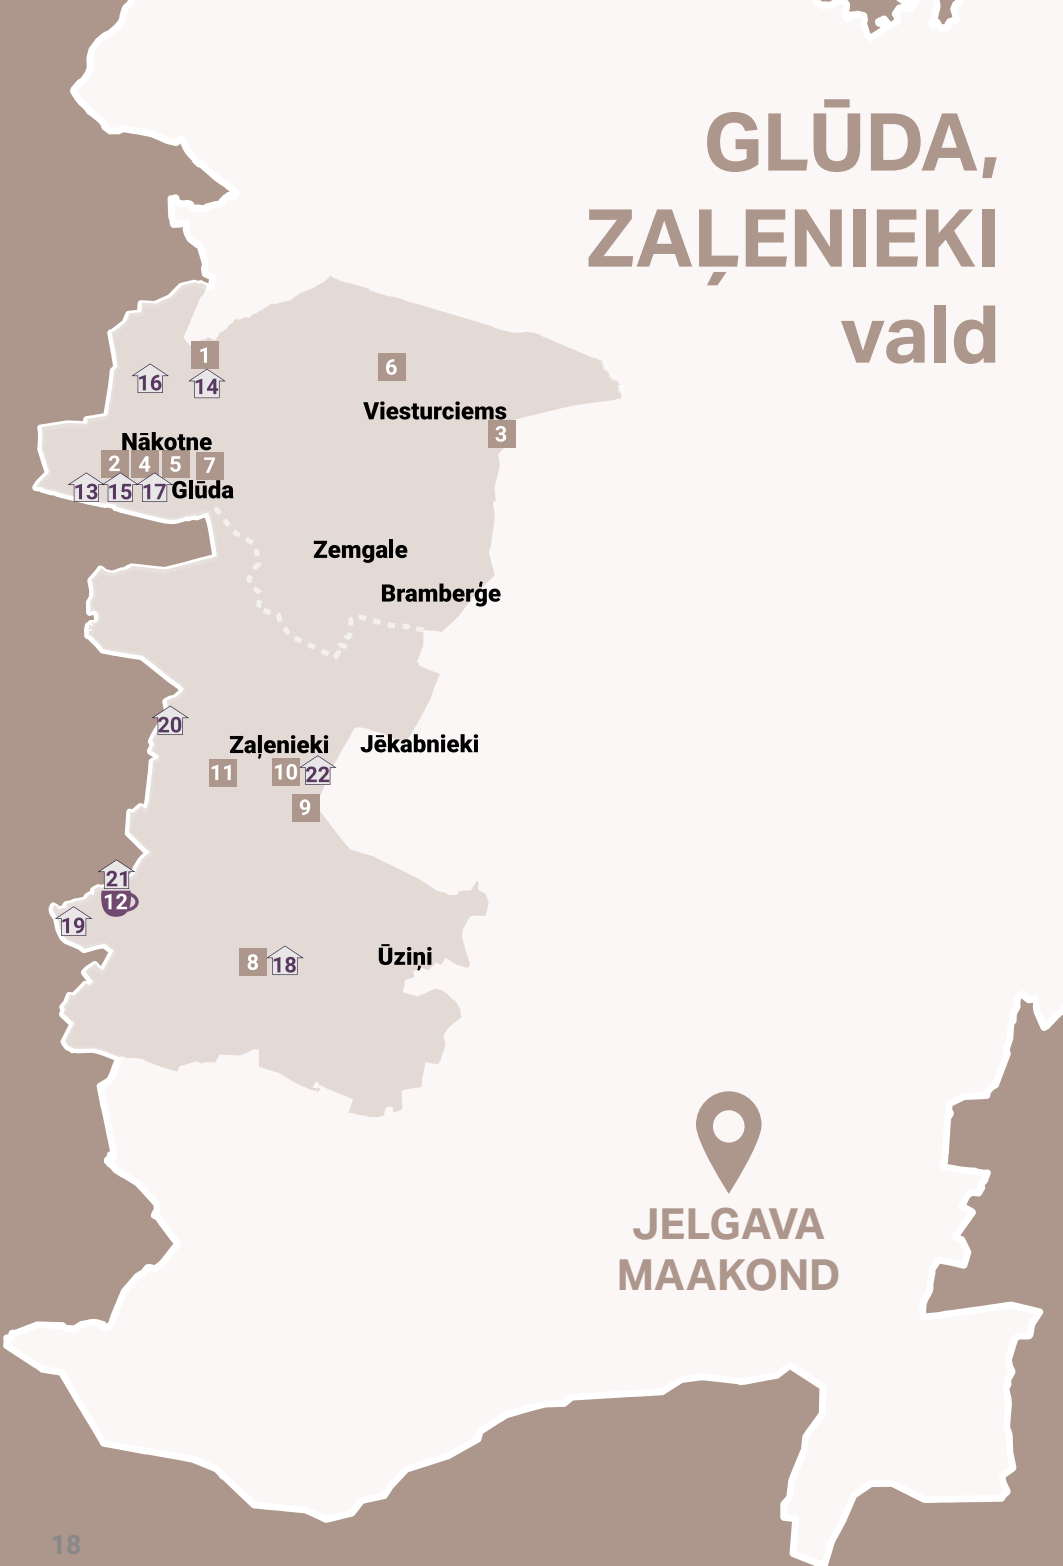 GLŪDA,
ZAĻENIEKI
vald
1
6
16
14
Viesturciems
3
Nākotne
2 4 5 7
13 15 17 Glūda
Zemgale
Bramberģe
20
Zaļenieki Jēkabnieki
11 10 22
9
21
12
19
8 18 Ūziņi
JELGAVA
MAAKOND
18